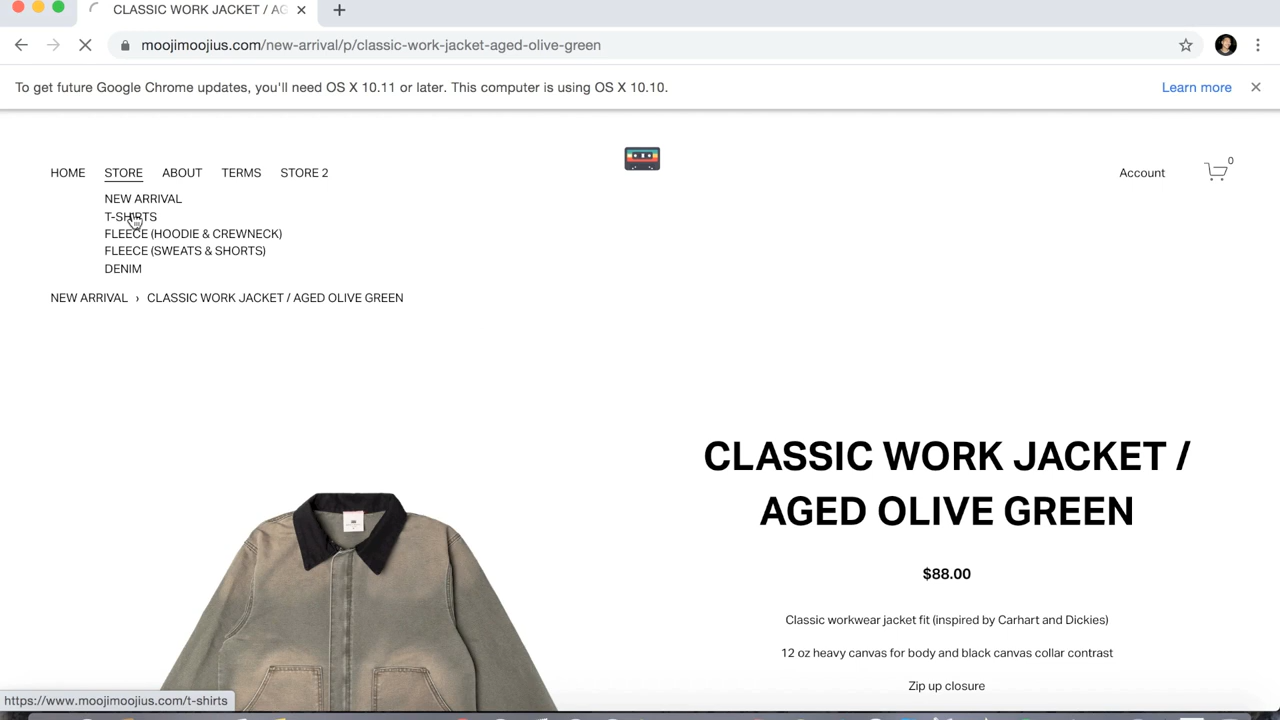 CLASSIC WORK JACKET / AG
moojimoojius.com/new-arrival/p/classic-work-jacket-aged-olive-green
To get future Google Chrome updates, you'll need OS X 10.11 or later. This computer is using OS X 10.10.
Learn more
HOME
STORE
ABOUT
TERMS
STORE 2
Account
0
NEW ARRIVAL
T-SHIRTS
FLEECE (HOODIE & CREWNECK)
FLEECE (SWEATS & SHORTS)
DENIM
NEW ARRIVAL › CLASSIC WORK JACKET / AGED OLIVE GREEN
CLASSIC WORK JACKET /
AGED OLIVE GREEN
$88.00
Classic workwear jacket fit (inspired by Carhart and Dickies)
12 oz heavy canvas for body and black canvas collar contrast
Zip up closure
https://www.moojimoojius.com/t-shirts